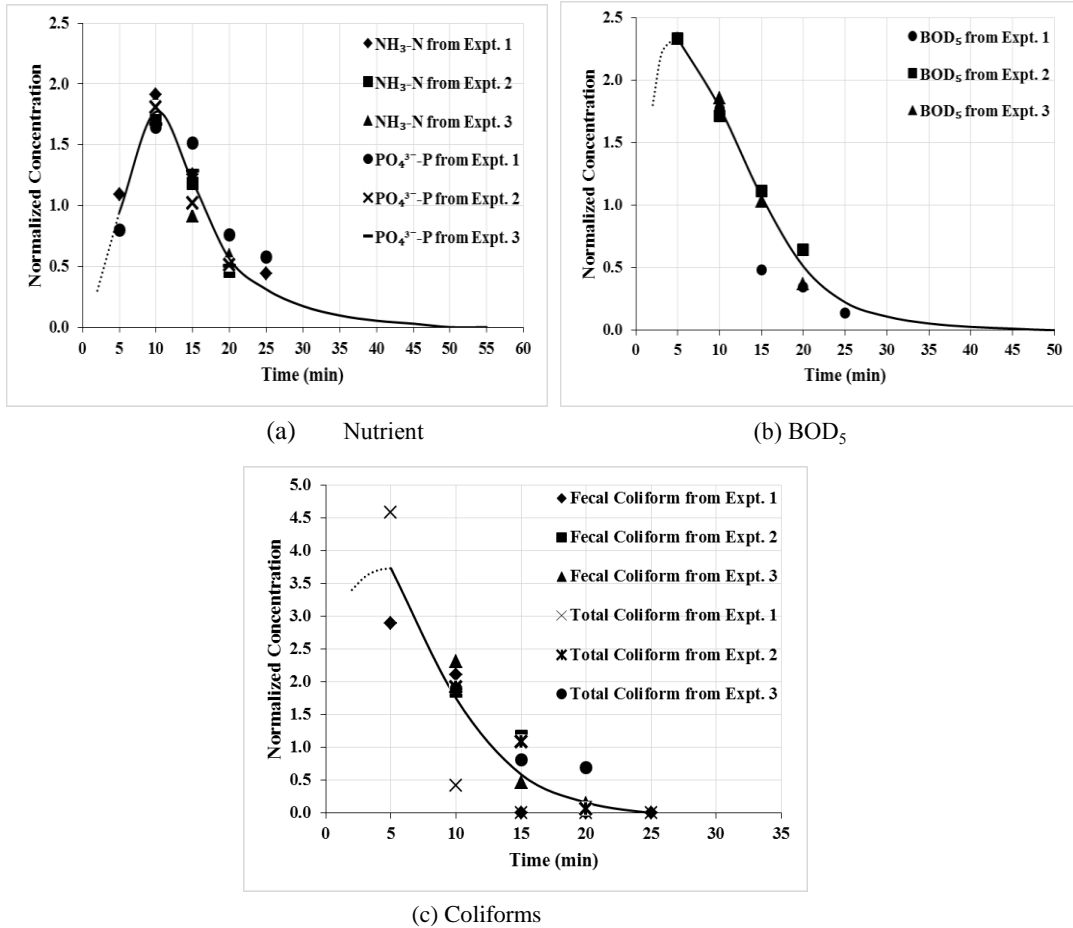 2.5
2.0
1.5
1.0
0.5
0.0
Normalized Concentration
NH₃-N from Expt. 1
NH₃-N from Expt. 2
NH₃-N from Expt. 3
PO₄³⁻-P from Expt. 1
PO₄³⁻-P from Expt. 2
PO₄³⁻-P from Expt. 3
0 5 10 15 20 25 30 35 40 45 50 55 60
Time (min)
(a) Nutrient
2.5
2.0
1.5
1.0
0.5
0.0
Normalized Concentration
BOD₅ from Expt. 1
BOD₅ from Expt. 2
BOD₅ from Expt. 3
0 5 10 15 20 25 30 35 40 45 50
Time (min)
(b) BOD₅
5.0
4.5
4.0
3.5
3.0
2.5
2.0
1.5
1.0
0.5
0.0
Normalized Concentration
Fecal Coliform from Expt. 1
Fecal Coliform from Expt. 2
Fecal Coliform from Expt. 3
Total Coliform from Expt. 1
Total Coliform from Expt. 2
Total Coliform from Expt. 3
0 5 10 15 20 25 30 35
Time (min)
(c) Coliforms